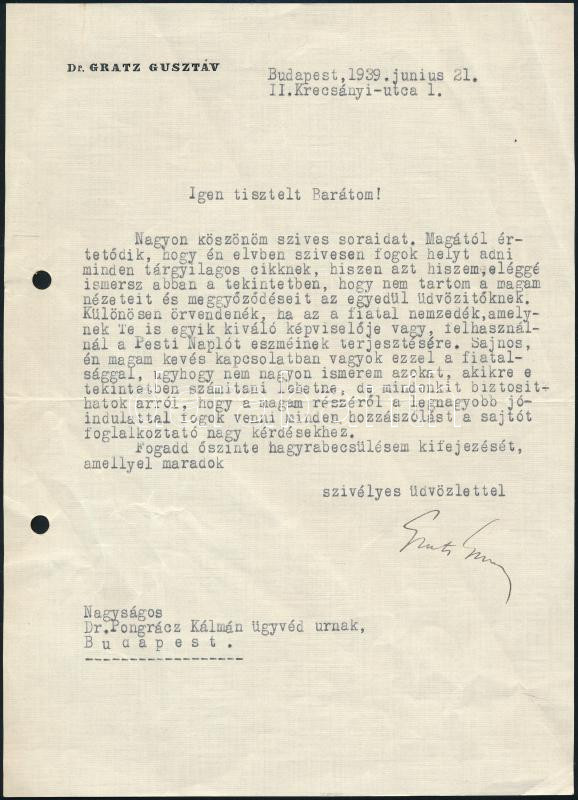 Dr. GRATZ GUSZTÁV
Budapest,1939.junius 21.
II.Krecsányi-utca 1.
Igen tisztelt Barátom!
Nagyon köszönöm szives soraidat. Magától ér-
tetődik, hogy én elvben szivesen fogok helyt adni
minden tárgyilagos cikknek, hiszen azt hiszem,eléggé
ismersz abban a tekintetben, hogy nem tartom a magam
nézeteit és meggyőződéseit az egyedül üdvözitőknek.
Különösen örvendenék, ha az a fiatal nemzedék,amely-
nek Te is egyik kiváló képviselője vagy, felhasznál-
nál a Pesti Naplót eszméinek terjesztésére. Sajnos,
én magam kevés kapcsolatban vagyok ezzel a fiatal-
sággal, ugyhogy nem nagyon ismerem azokat, akikre e
tekintetben számitani lehetne, de mindenkit biztosit-
hatok arról, hogy a magam részéről a legnagyobb jó-
indulattal fogok venni minden hozzászólást a sajtót
foglalkoztató nagy kérdésekhez.
Fogadd őszinte hagyrabecsülésem kifejezését,
amellyel maradok
szivélyes üdvözlettel
Gratz Gusztáv
Nagyságos
Dr.Pongrácz Kálmán ügyvéd urnak,
B u d a p e s t .